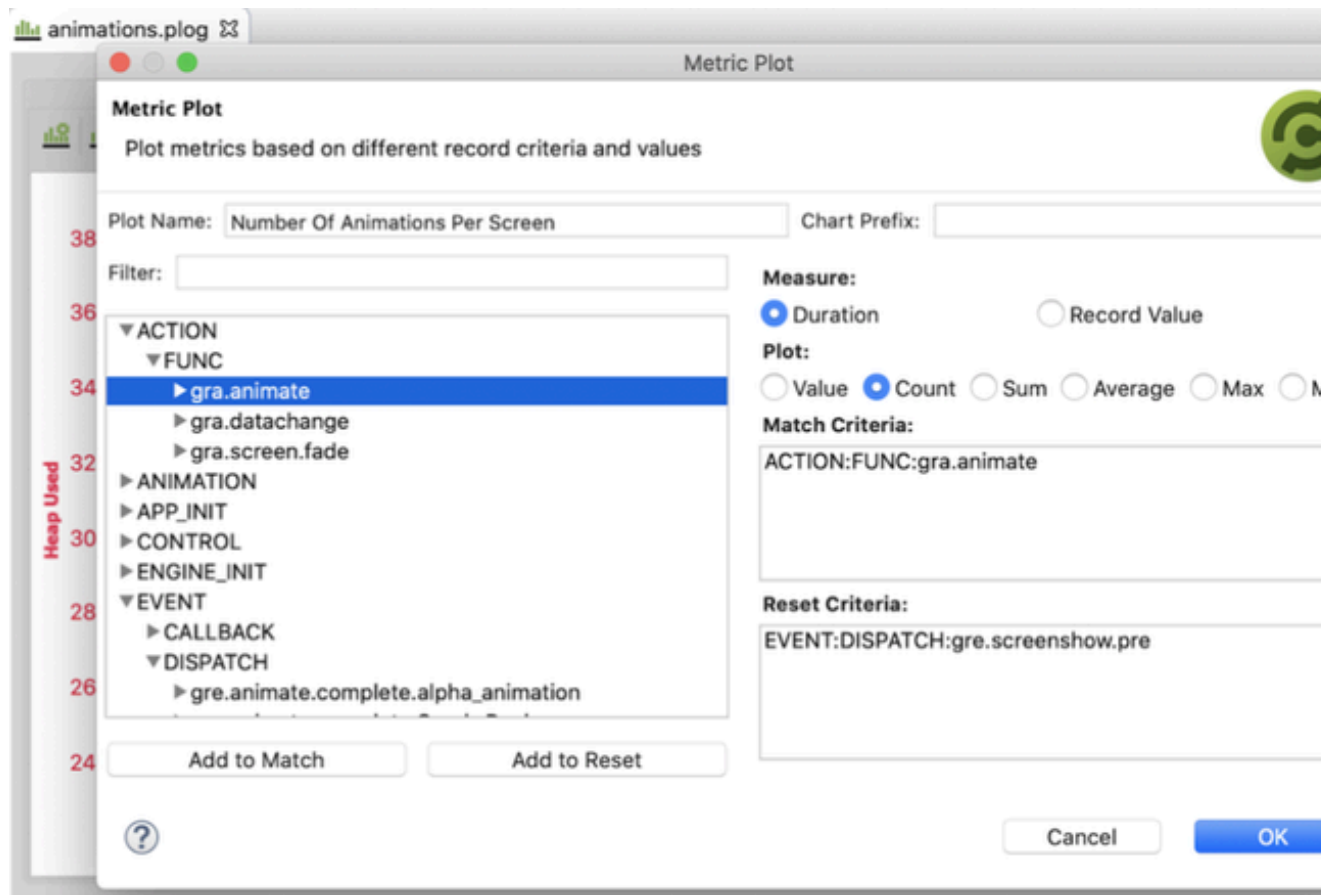 animations.plog
Metric Plot
Metric Plot
Plot metrics based on different record criteria and values
Plot Name: Number Of Animations Per Screen Chart Prefix:
Filter:
Measure:
Duration Record Value
Plot:
Value Count Sum Average Max
Match Criteria:
ACTION:FUNC:gra.animate
Reset Criteria:
EVENT:DISPATCH:gre.screenshow.pre
ACTION
FUNC
gra.animate
gra.datachange
gra.screen.fade
ANIMATION
APP_INIT
CONTROL
ENGINE_INIT
EVENT
CALLBACK
DISPATCH
gre.animate.complete.alpha_animation
Add to Match Add to Reset
? Cancel OK
Heap Used
38
36
34
32
30
28
26
24